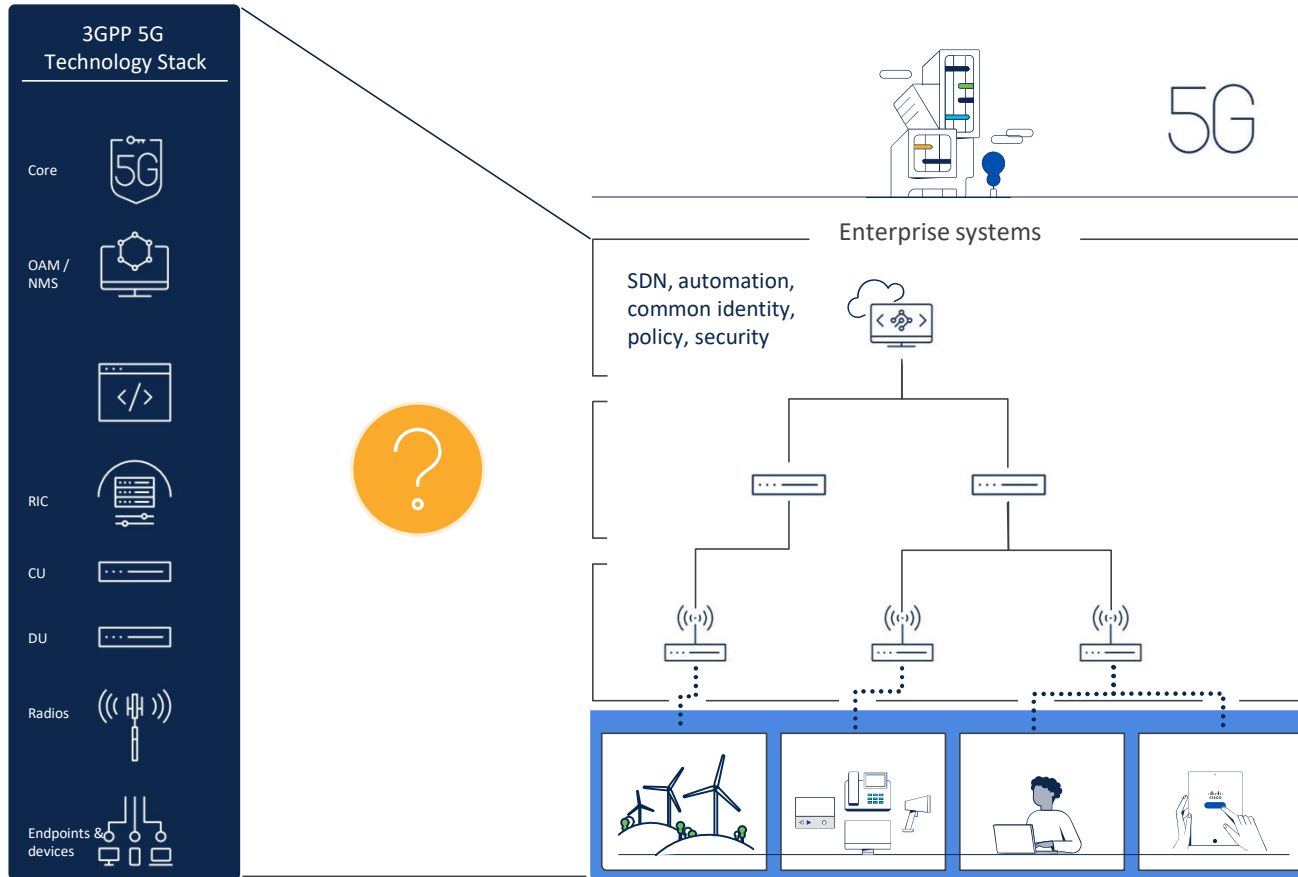 3GPP 5G
Technology Stack
Core
5G
OAM /
NMS
</>
RIC
CU
DU
Radios
Endpoints &
devices
?
5G
Enterprise systems
SDN, automation,
common identity,
policy, security
< >
cisco